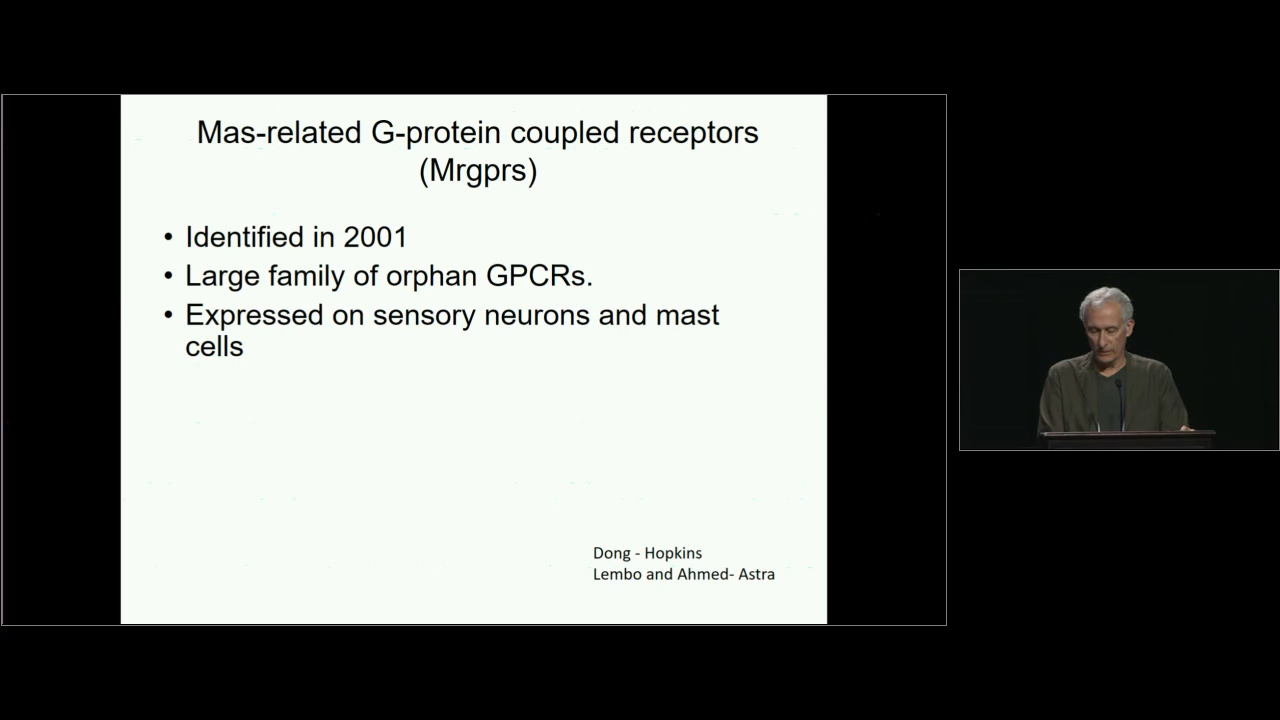 Mas-related G-protein coupled receptors
(Mrgprs)
• Identified in 2001
• Large family of orphan GPCRs.
• Expressed on sensory neurons and mast
cells
Dong - Hopkins
Lembo and Ahmed- Astra